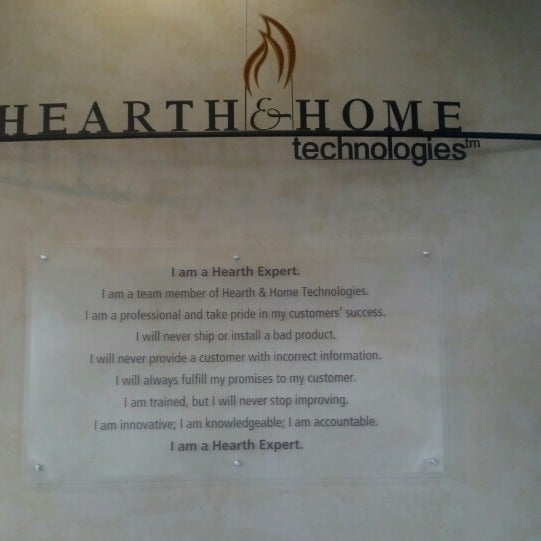 HEARTH & HOME
technologies tm
I am a Hearth Expert.
I am a team member of Hearth & Home Technologies.
I am a professional and take pride in my customers' success.
I will never ship or install a bad product.
I will never provide a customer with incorrect information.
I will always fulfill my promises to my customer.
I am trained, but I will never stop improving.
I am innovative; I am knowledgeable; I am accountable.
I am a Hearth Expert.